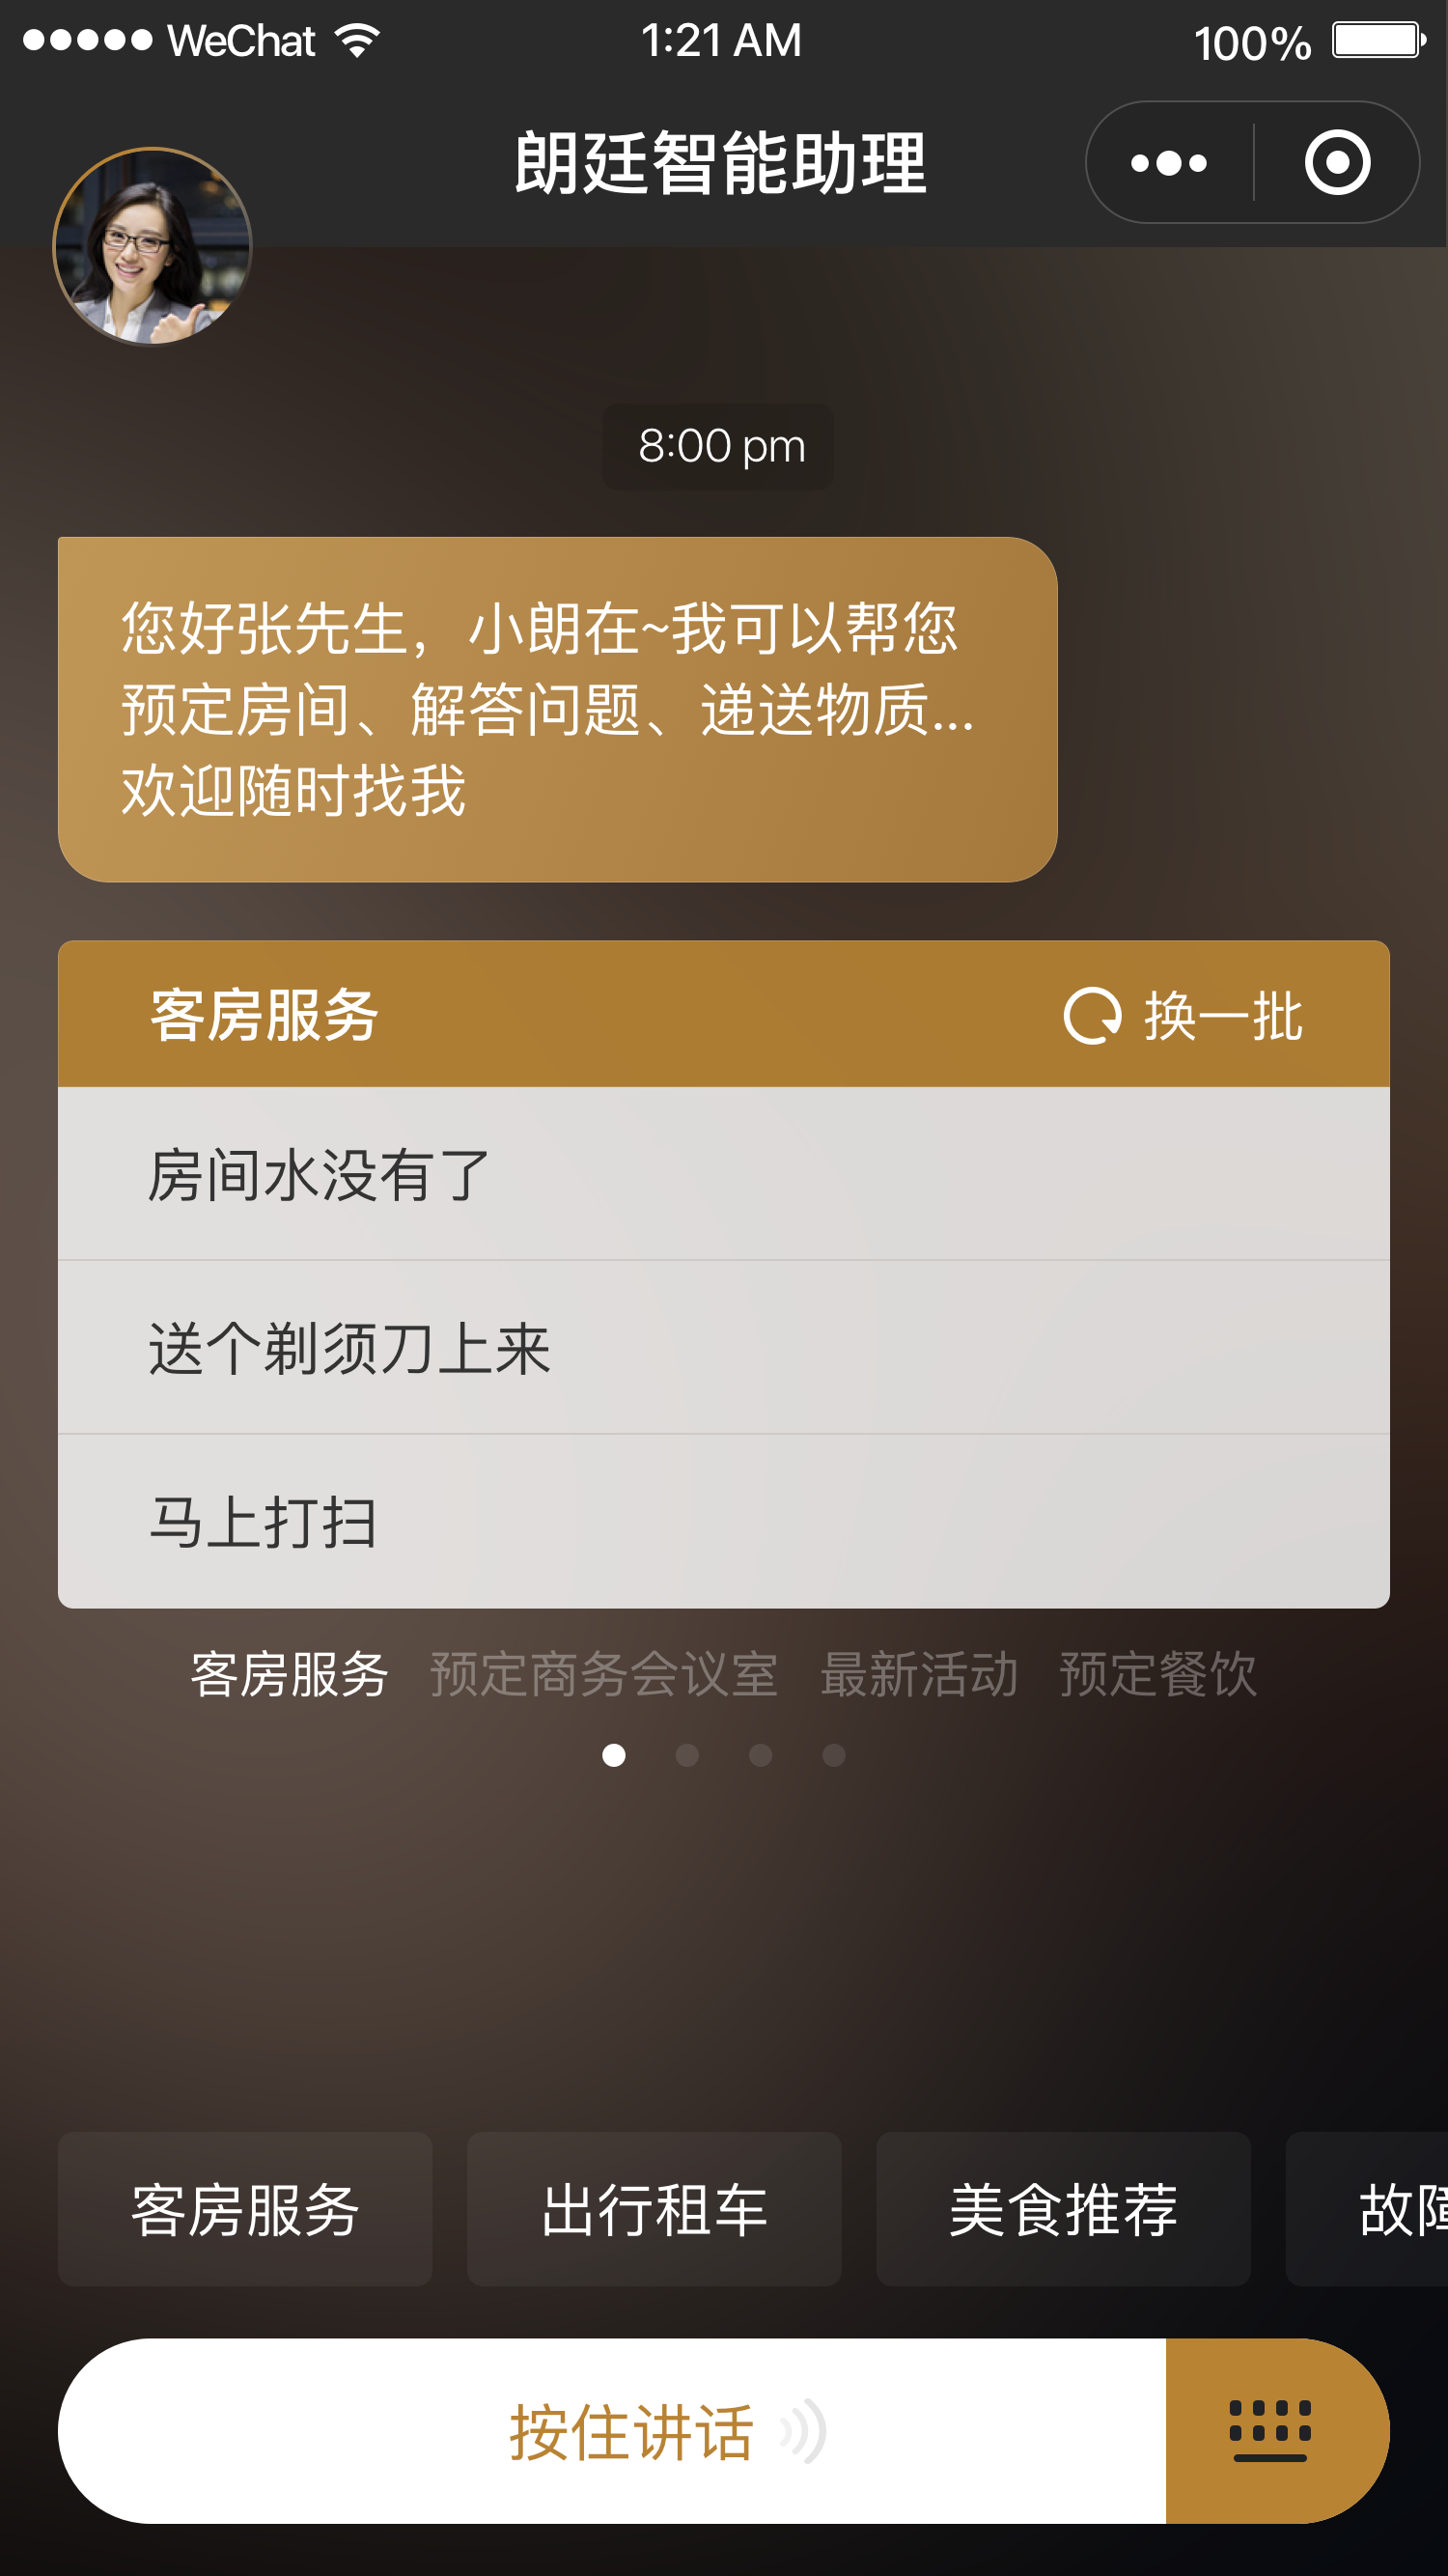 WeChat 1:21 AM 100%
朗廷智能助理
8:00 pm
您好张先生，小朗在~我可以帮您
预定房间、解答问题、递送物质...
欢迎随时找我
客房服务 换一批
房间水没有了
送个剃须刀上来
马上打扫
客房服务 预定商务会议室 最新活动 预定餐饮
客房服务 出行租车 美食推荐 故障
按住讲话